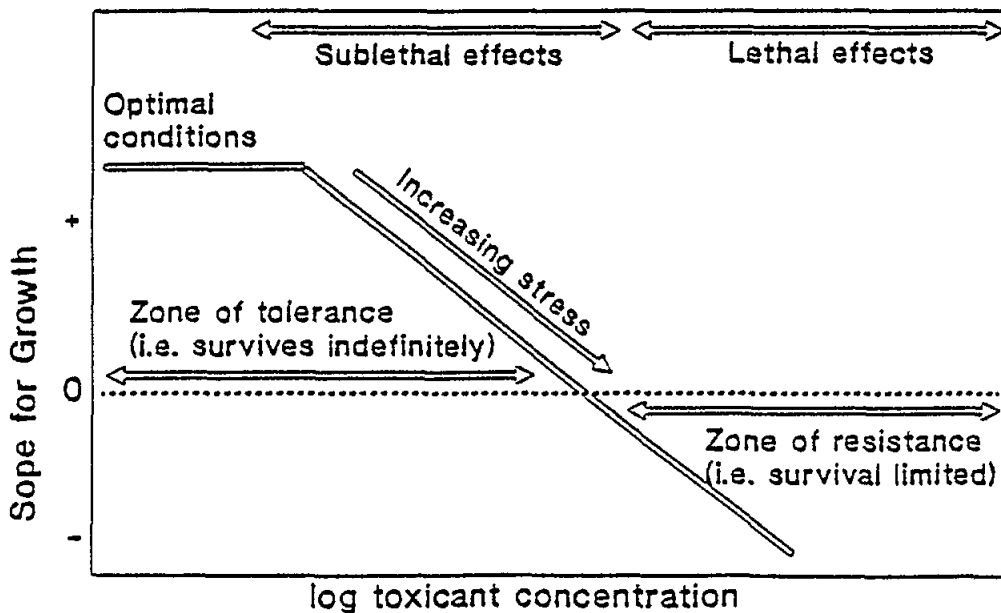 Sublethal effects
Lethal effects
Optimal
conditions
Increasing stress
+
Zone of tolerance
(i.e. survives indefinitely)
0
Zone of resistance
(i.e. survival limited)
-
Sope for Growth
log toxicant concentration